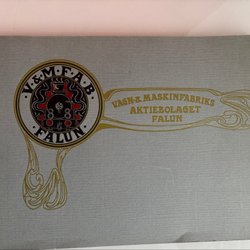 V.&M.F.A.B.
FALUN
VAGN-& MASKINFABRIKS
AKTIEBOLAGET
FALUN